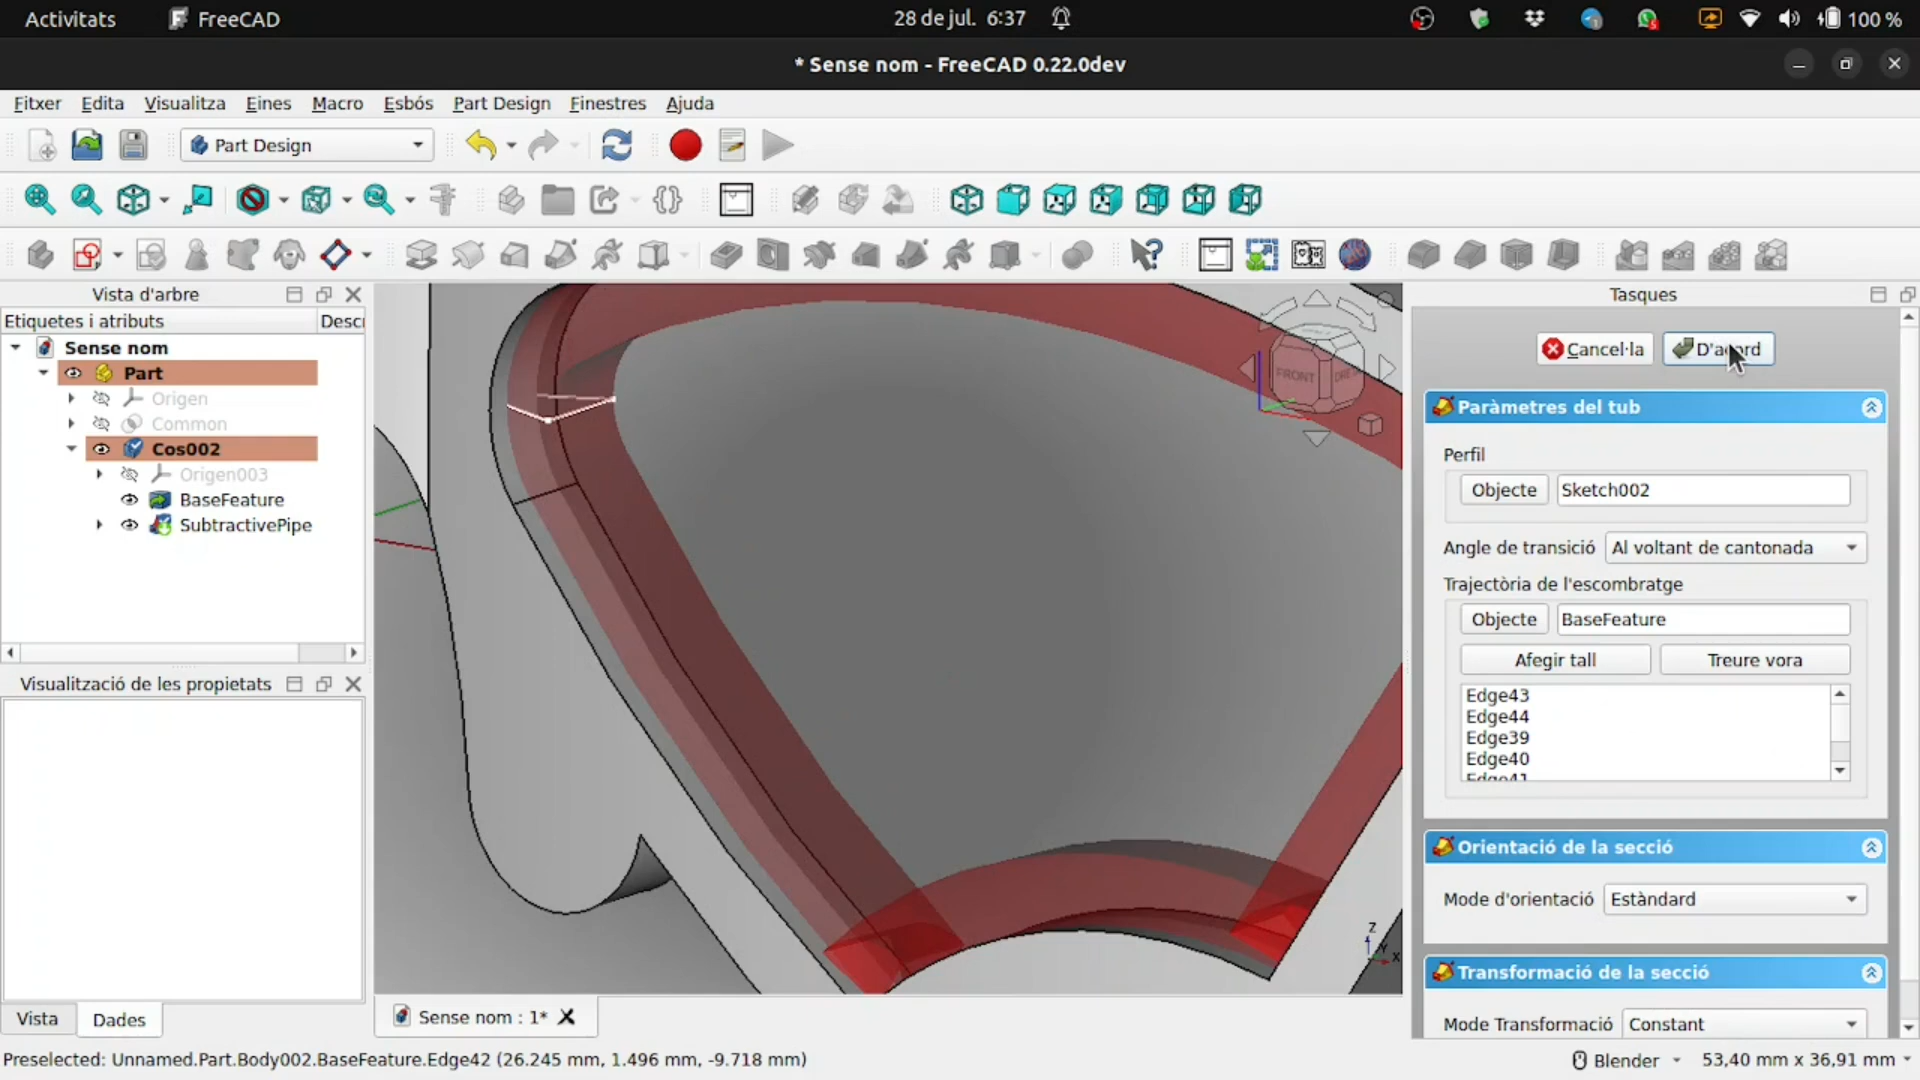 Activitats
FreeCAD
28 de jul. 6:37
100 %
* Sense nom - FreeCAD 0.22.0dev
Fitxer Edita Visualitza Eines Macro Esbós Part Design Finestres Ajuda
Part Design
Vista d'arbre
Etiquetes i atributs
Descr
Sense nom
Part
Origen
Common
Cos002
Origen003
BaseFeature
SubtractivePipe
Visualització de les propietats
Vista
Dades
FRONT
Z
Y
X
Sense nom : 1*
Tasques
Cancel·la
D'acord
Paràmetres del tub
Perfil
Objecte
Sketch002
Angle de transició
Al voltant de cantonada
Trajectòria de l'escombratge
Objecte
BaseFeature
Afegir tall
Treure vora
Edge43
Edge44
Edge39
Edge40
Edge41
Orientació de la secció
Mode d'orientació
Estàndard
Transformació de la secció
Mode Transformació
Constant
Preselected: Unnamed.Part.Body002.BaseFeature.Edge42 (26.245 mm, 1.496 mm, -9.718 mm)
Blender
53,40 mm x 36,91 mm